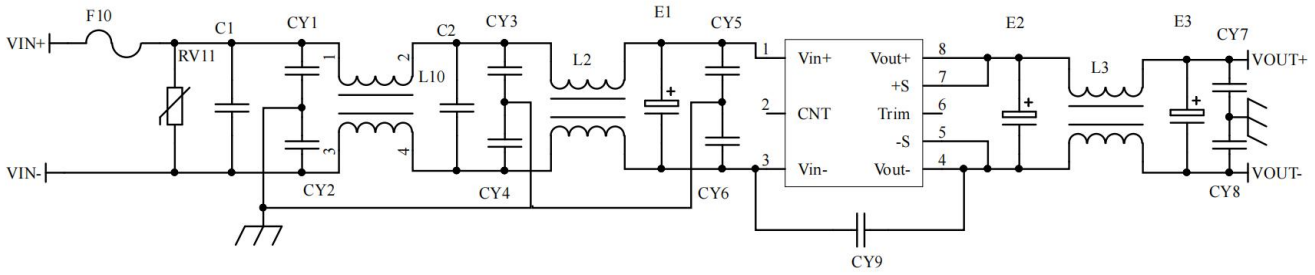 F10
C1
CY1
C2
CY3
E1
CY5
E2
E3
CY7
VIN+
RV11
1
2
L10
L2
1
Vin+
Vout+
8
L3
VOUT+
+S
7
2
CNT
Trim
6
-S
5
3
4
3
Vin-
Vout-
4
VIN-
CY2
CY4
CY6
CY8
VOUT-
CY9